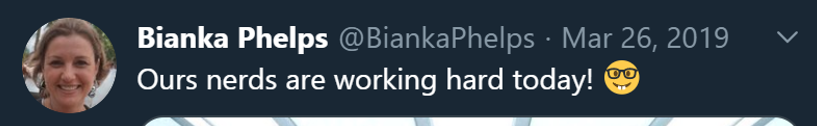 Bianka Phelps @BiankaPhelps · Mar 26, 2019
Ours nerds are working hard today! 🤓